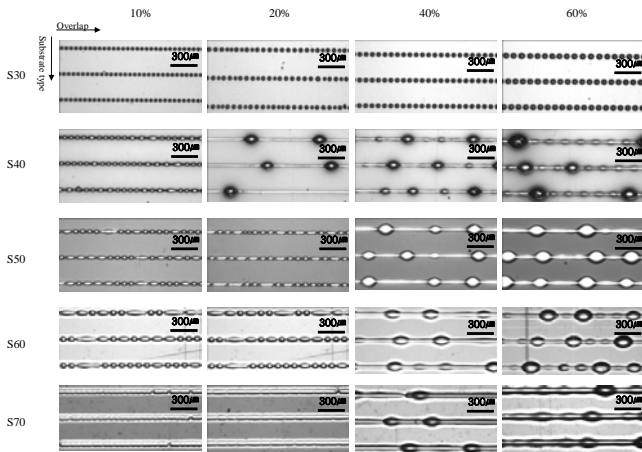 10% 20% 40% 60%
Overlap
Substrate type
S30 300㎛ 300㎛ 300㎛ 300㎛
S40 300㎛ 300㎛ 300㎛ 300㎛
S50 300㎛ 300㎛ 300㎛ 300㎛
S60 300㎛ 300㎛ 300㎛ 300㎛
S70 300㎛ 300㎛ 300㎛ 300㎛